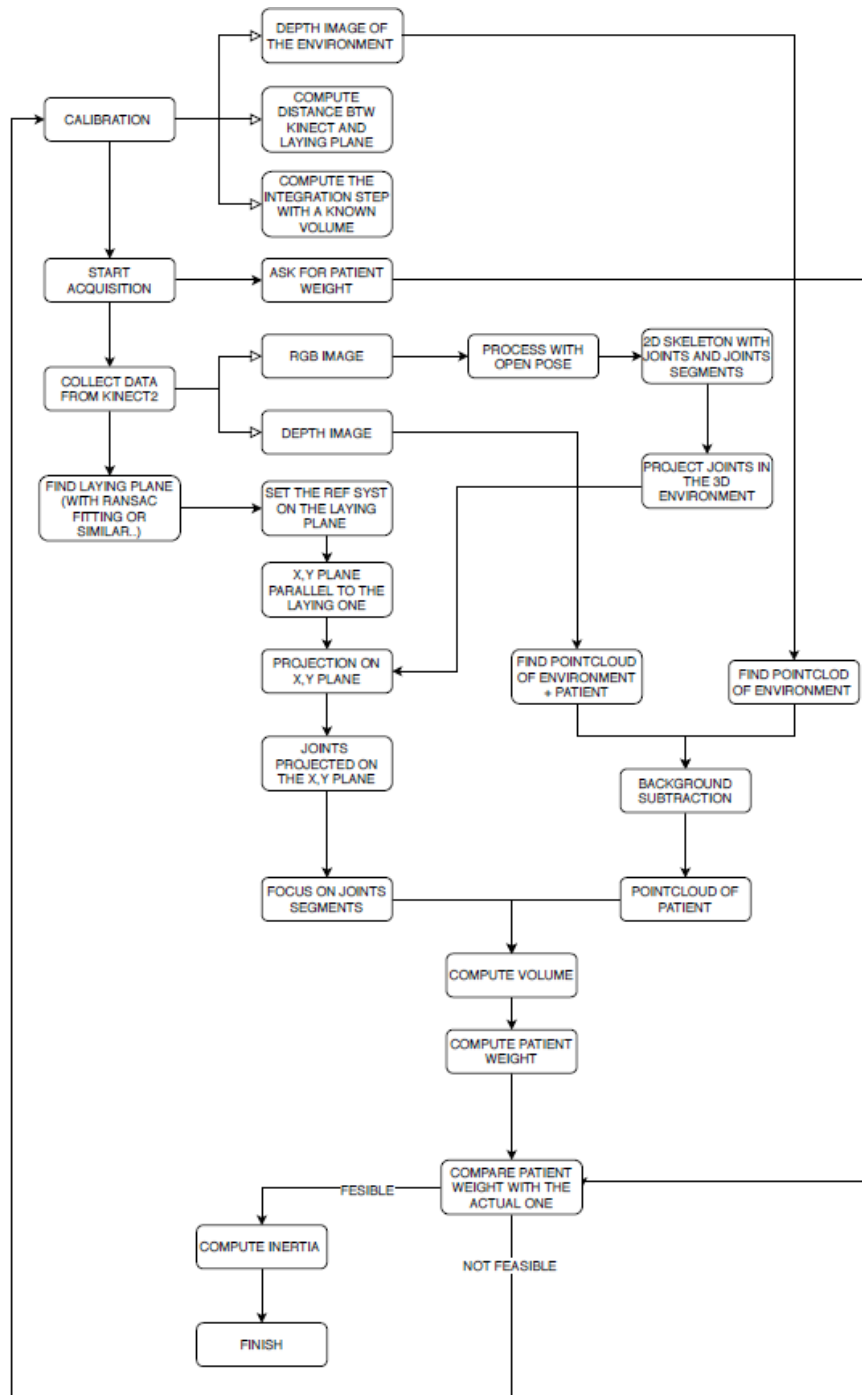 DEPTH IMAGE OF
THE ENVIRONMENT
CALIBRATION
COMPUTE
DISTANCE BTW
KINECT AND
LAYING PLANE
COMPUTE THE
INTEGRATION STEP
WITH A KNOWN
VOLUME
START
ACQUISITION
ASK FOR PATIENT
WEIGHT
COLLECT DATA
FROM KINECT2
RGB IMAGE
PROCESS WITH
OPEN POSE
2D SKELETON WITH
JOINTS AND JOINTS
SEGMENTS
DEPTH IMAGE
FIND LAYING PLANE
(WITH RANSAC
FITTING OR
SIMILAR..)
SET THE REF SYST
ON THE LAYING
PLANE
PROJECT JOINTS IN
THE 3D
ENVIRONMENT
X,Y PLANE
PARALLEL TO THE
LAYING ONE
PROJECTION ON
X,Y PLANE
FIND POINTCLOUD
OF ENVIRONMENT
+ PATIENT
FIND POINTCLOD
OF ENVIRONMENT
JOINTS
PROJECTED ON
THE X,Y PLANE
BACKGROUND
SUBTRACTION
FOCUS ON JOINTS
SEGMENTS
POINTCLOUD OF
PATIENT
COMPUTE VOLUME
COMPUTE PATIENT
WEIGHT
COMPARE PATIENT
WEIGHT WITH THE
ACTUAL ONE
FESIBLE
COMPUTE INERTIA
NOT FEASIBLE
FINISH